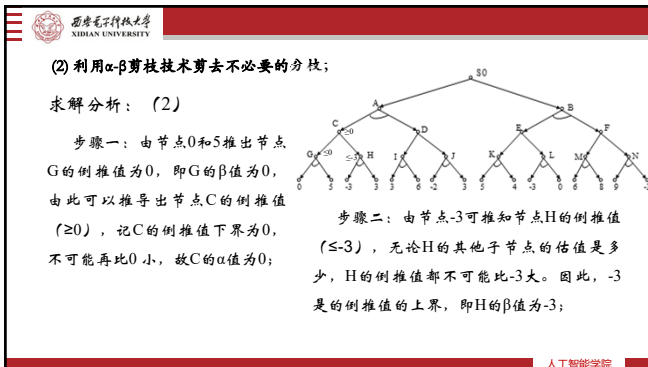 西安电子科技大学
XIDIAN UNIVERSITY
(2) 利用α-β剪枝技术剪去不必要的分枝；
求解分析：（2）
步骤一：由节点0和5推出节点
G的倒推值为0，即G的β值为0，
由此可以推导出节点C的倒推值
（≥0），记C的倒推值下界为0，
不可能再比0 小，故C的α值为0；
S0
A B
C ≥0 D E F
G ≤0 ≤-3 H I J K L M N
0 5 -3 3 3 6 -2 3 5 4 -3 0 6 8 9 -3
步骤二：由节点-3可推知节点H的倒推值
（≤-3），无论H的其他子节点的估值是多
少，H的倒推值都不可能比-3大。因此，-3
是的倒推值的上界，即H的β值为-3；
人工智能学院